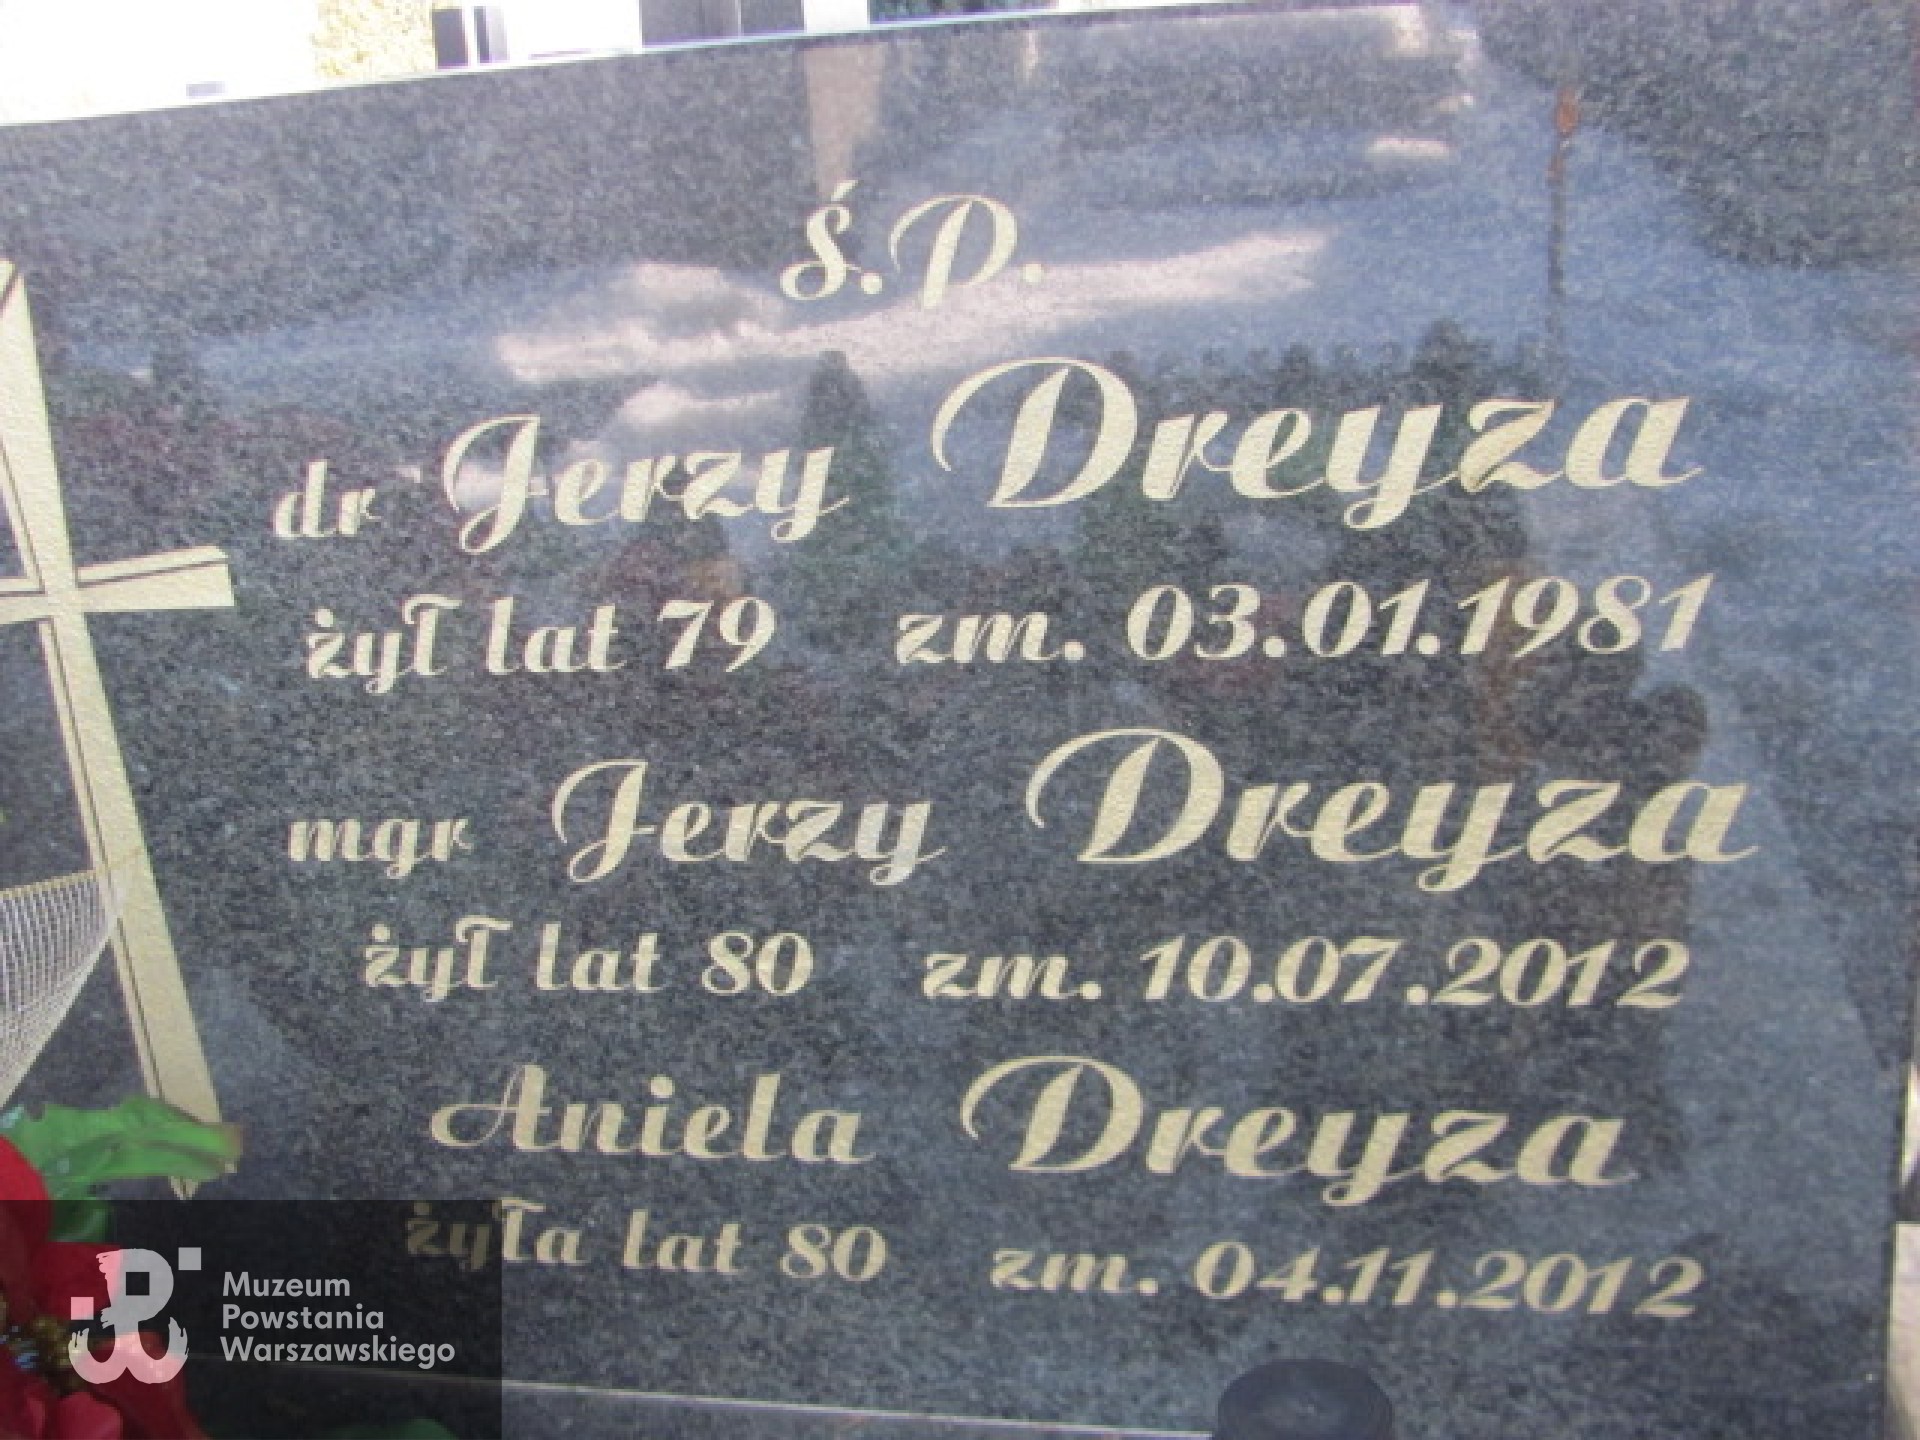 Ś.P.
dr Jerzy Dreyza
żył lat 79 zm. 03.01.1981
mgr Jerzy Dreyza
żył lat 80 zm. 10.07.2012
Aniela Dreyza
żyła lat 80 zm. 04.11.2012
Muzeum
Powstania
Warszawskiego